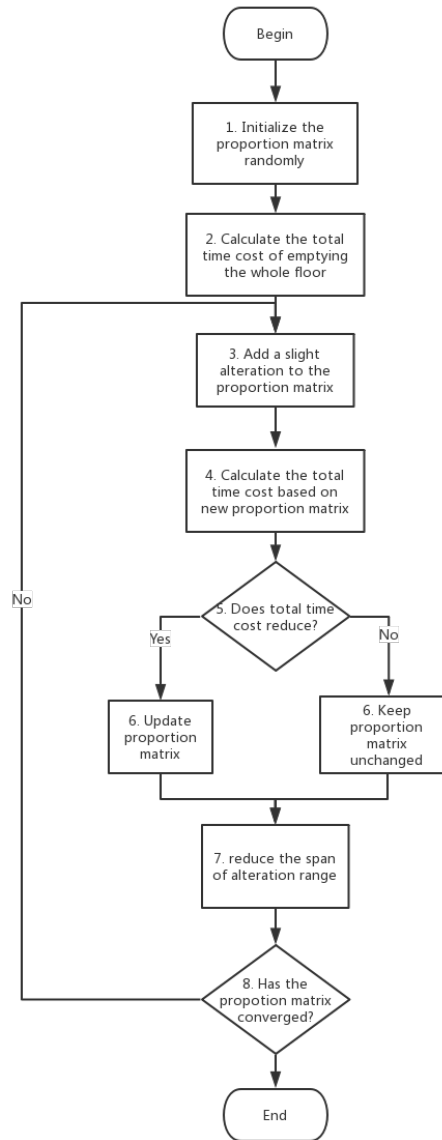 Begin
1. Initialize the
proportion matrix
randomly
2. Calculate the total
time cost of emptying
the whole floor
3. Add a slight
alteration to the
proportion matrix
4. Calculate the total
time cost based on
new proportion matrix
5. Does total time
cost reduce?
No
Yes
No
6. Update
proportion
matrix
6. Keep
proportion
matrix
unchanged
7. reduce the span
of alteration range
8. Has the
propotion matrix
converged?
End